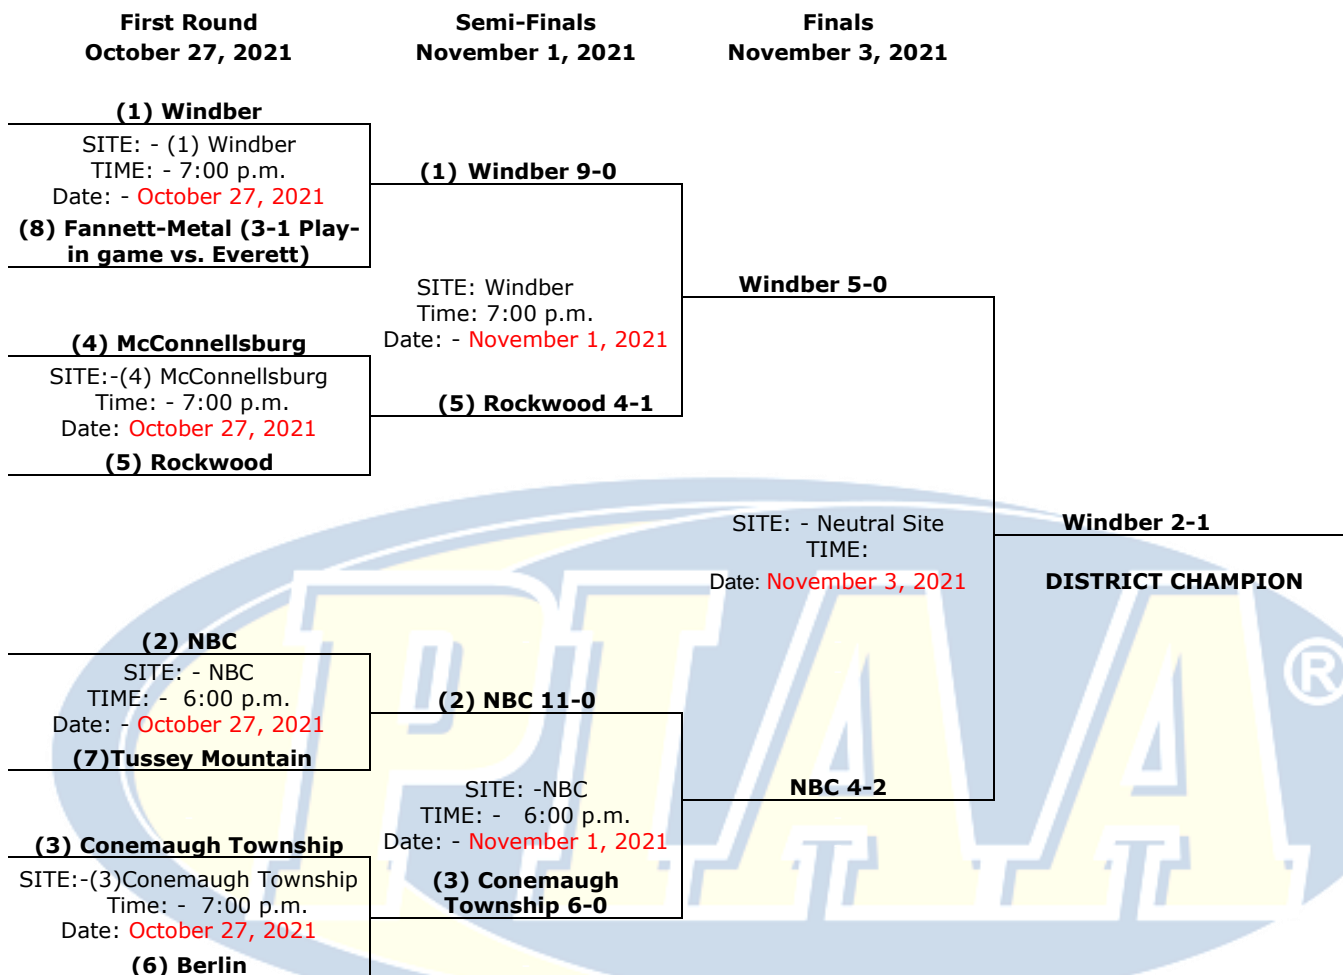 First Round
October 27, 2021
Semi-Finals
November 1, 2021
Finals
November 3, 2021
(1) Windber
SITE: - (1) Windber
TIME: - 7:00 p.m.
Date: - October 27, 2021
(8) Fannett-Metal (3-1 Play-
in game vs. Everett)
(4) McConnellsburg
SITE:-(4) McConnellsburg
Time: - 7:00 p.m.
Date: October 27, 2021
(5) Rockwood
(2) NBC
SITE: - NBC
TIME: - 6:00 p.m.
Date: - October 27, 2021
(7)Tussey Mountain
(3) Conemaugh Township
SITE:-(3)Conemaugh Township
Time: - 7:00 p.m.
Date: October 27, 2021
(6) Berlin
(1) Windber 9-0
SITE: Windber
Time: 7:00 p.m.
Date: - November 1, 2021
(5) Rockwood 4-1
(2) NBC 11-0
SITE: -NBC
TIME: - 6:00 p.m.
Date: - November 1, 2021
(3) Conemaugh
Township 6-0
Windber 5-0
SITE: - Neutral Site
TIME:
Date: November 3, 2021
NBC 4-2
Windber 2-1
DISTRICT CHAMPION
PIAA®